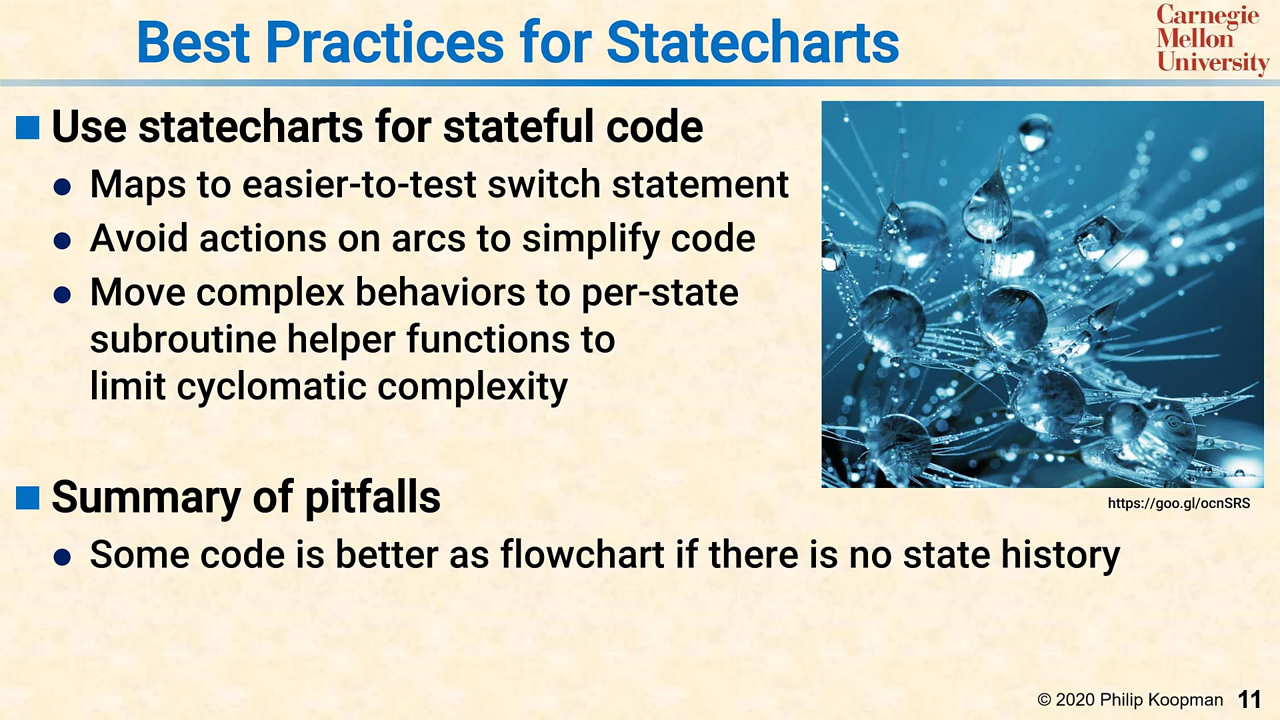 Best Practices for Statecharts
Carnegie
Mellon
University
Use statecharts for stateful code
Maps to easier-to-test switch statement
Avoid actions on arcs to simplify code
Move complex behaviors to per-state
subroutine helper functions to
limit cyclomatic complexity
https://goo.gl/ocnSRS
Summary of pitfalls
Some code is better as flowchart if there is no state history
© 2020 Philip Koopman 11